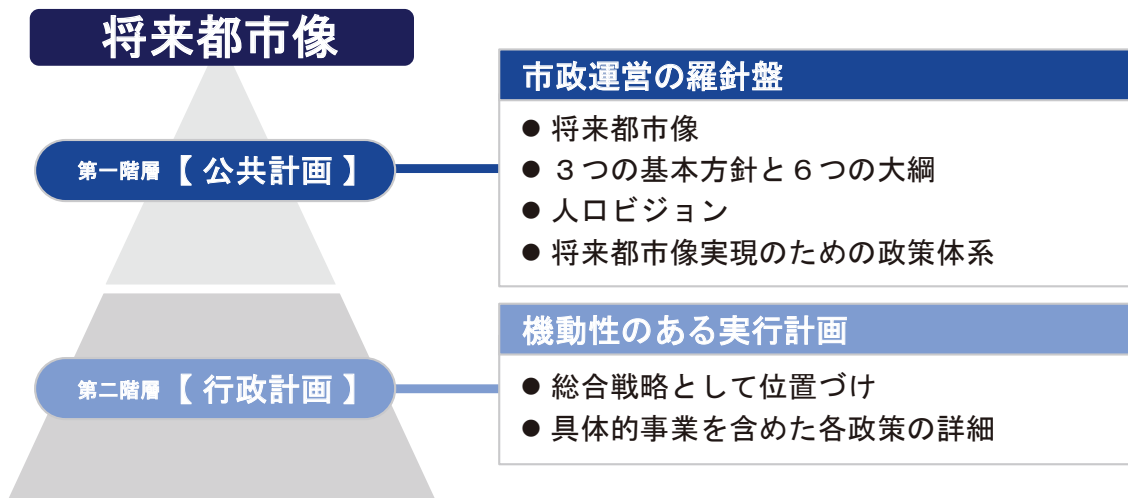 将来都市像
市政運営の羅針盤
● 将来都市像
● ３つの基本方針と６つの大綱
● 人口ビジョン
● 将来都市像実現のための政策体系
第一階層【 公共計画 】
機動性のある実行計画
● 総合戦略として位置づけ
● 具体的事業を含めた各政策の詳細
第二階層【 行政計画 】